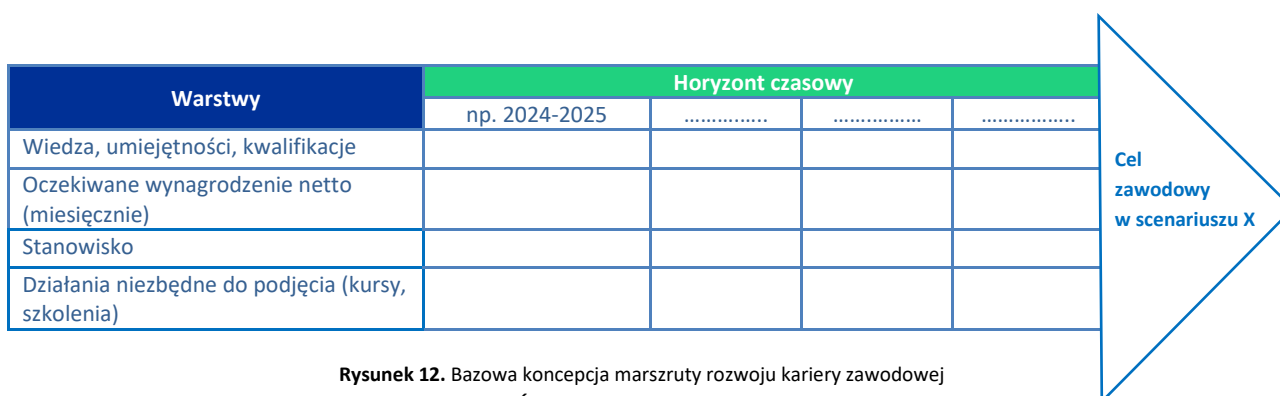 Warstwy
Horyzont czasowy
np. 2024-2025 ………….. …………… ……………..
Wiedza, umiejętności, kwalifikacje
Oczekiwane wynagrodzenie netto
(miesięcznie)
Stanowisko
Działania niezbędne do podjęcia (kursy,
szkolenia)
Cel
zawodowy
w scenariuszu X
Rysunek 12. Bazowa koncepcja marszruty rozwoju kariery zawodowej